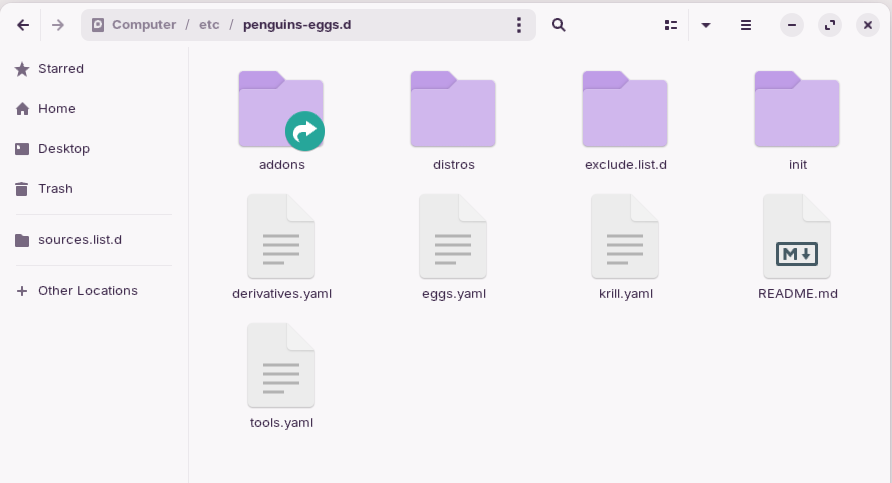 Computer / etc / penguins-eggs.d
Starred
Home
Desktop
Trash
sources.list.d
Other Locations
addons
distros
exclude.list.d
init
derivatives.yaml
eggs.yaml
krill.yaml
M
README.md
tools.yaml